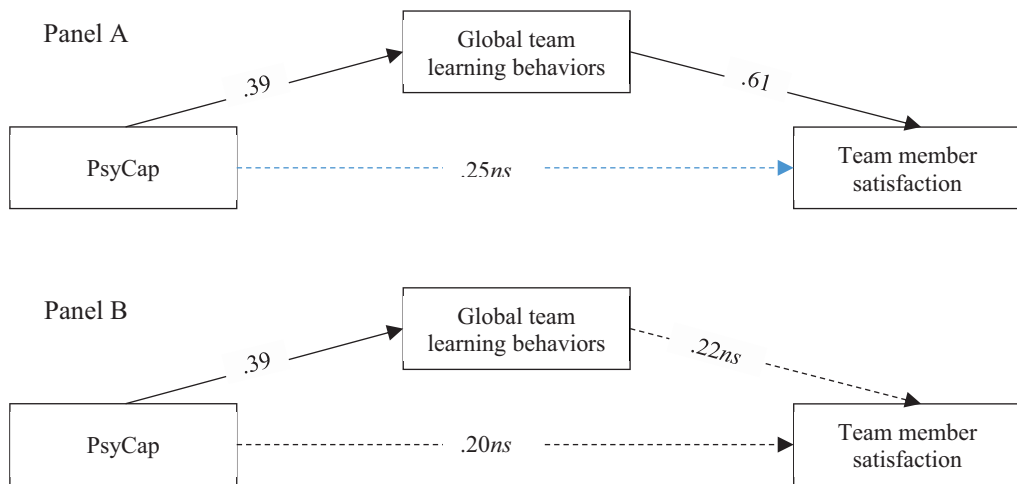 Panel A
Global team
learning behaviors
.39
.61
PsyCap
.25ns
Team member
satisfaction
Panel B
Global team
learning behaviors
.39
.22ns
PsyCap
.20ns
Team member
satisfaction